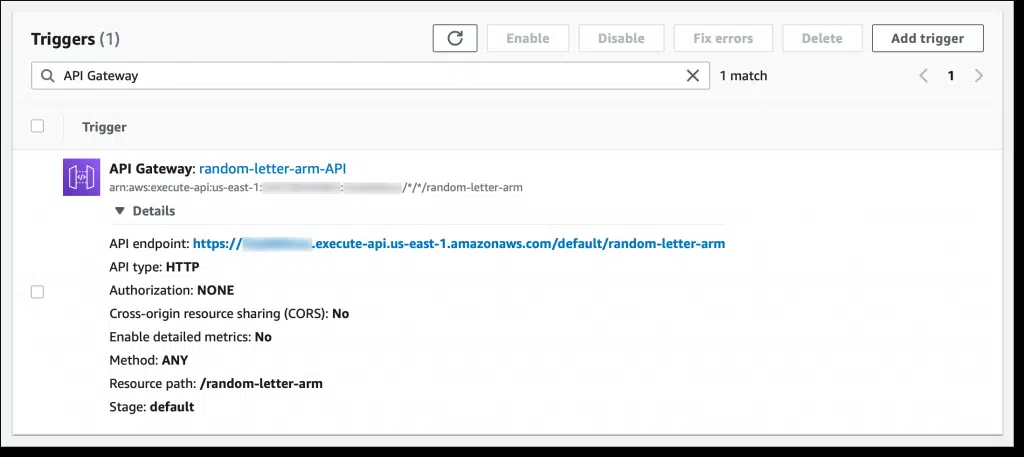 Triggers (1)
Enable
Disable
Fix errors
Delete
Add trigger
API Gateway
1 match
1
Trigger
API Gateway: random-letter-arm-API
arn:aws:execute-api:us-east-1: : /*/*/random-letter-arm
Details
API endpoint: https:// .execute-api.us-east-1.amazonaws.com/default/random-letter-arm
API type: HTTP
Authorization: NONE
Cross-origin resource sharing (CORS): No
Enable detailed metrics: No
Method: ANY
Resource path: /random-letter-arm
Stage: default